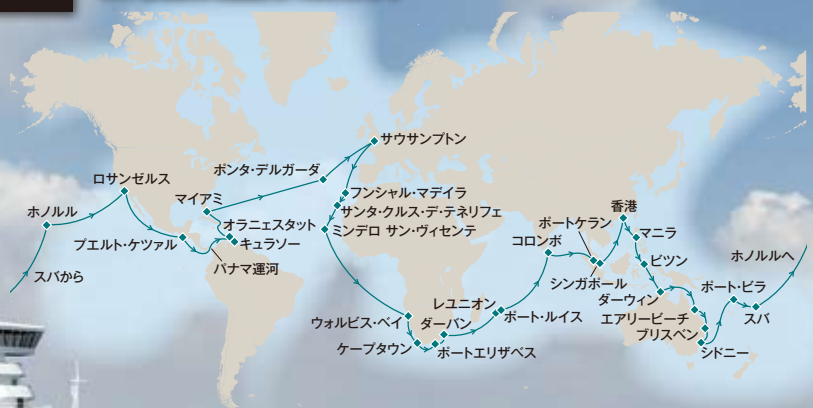 サウサンプトン
ポンタ・デルガーダ
ロサンゼルス
マイアミ
フンシャル・マデイラ
サンタ・クルス・デ・テネリフェ
ホノルル
オラニェスタット
ミンデロ サン・ヴィセンテ
プエルト・ケツァル
キュラソー
パナマ運河
スバから
香港
ポートケラン
マニラ
コロンボ
ビツン
ホノルルへ
シンガポール
ダーウィン
ポート・ビラ
レユニオン
ポート・ルイス
エアリービーチ
スバ
ウォルビス・ベイ
ダーバン
ブリスベン
ケープタウン
ポートエリザベス
シドニー